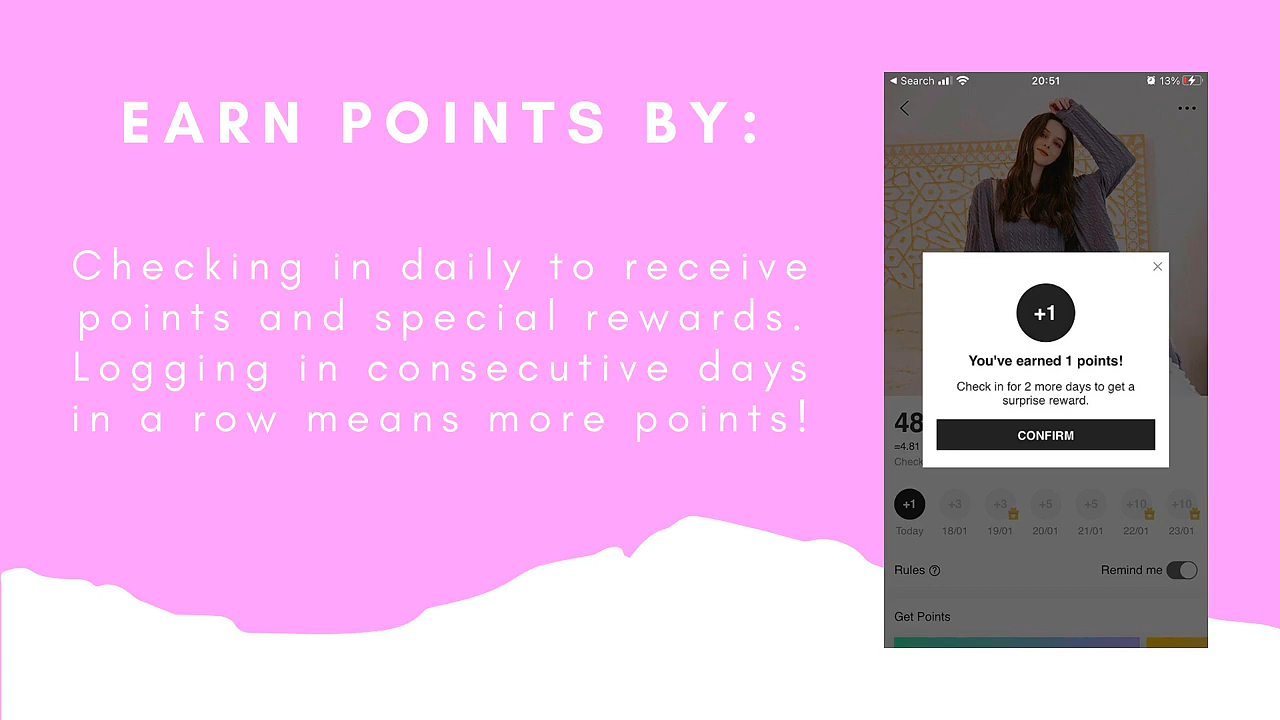 EARN POINTS BY:
Checking in daily to receive
points and special rewards.
Logging in consecutive days
in a row means more points!
Search 20:51 13%
+1
You've earned 1 points!
Check in for 2 more days to get a
surprise reward.
CONFIRM
48
=4.81
Check
+1 +3 +3 +5 +5 +10 +10
Today 18/01 19/01 20/01 21/01 22/01 23/01
Rules ? Remind me
Get Points